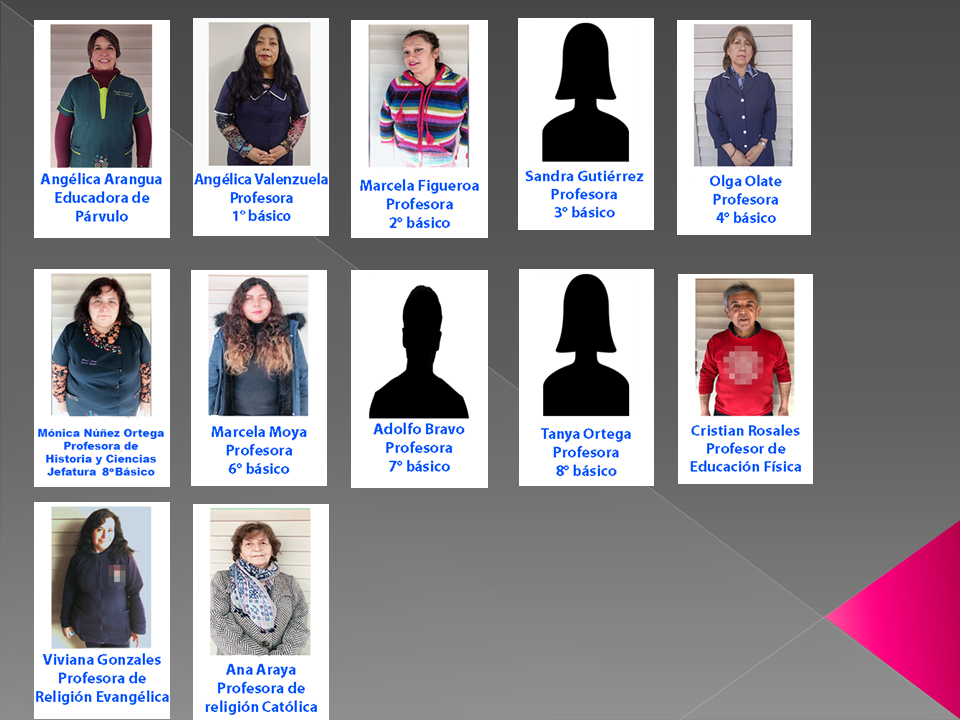 Angélica Arangua
Educadora de
Párvulo
Angélica Valenzuela
Profesora
1° básico
Marcela Figueroa
Profesora
2° básico
Sandra Gutiérrez
Profesora
3° básico
Olga Olate
Profesora
4° básico
Mónica Núñez Ortega
Profesora de
Historia y Ciencias
Jefatura 8°Básico
Marcela Moya
Profesora
6° básico
Adolfo Bravo
Profesora
7° básico
Tanya Ortega
Profesora
8° básico
Cristian Rosales
Profesor de
Educación Física
Viviana Gonzales
Profesora de
Religión Evangélica
Ana Araya
Profesora de
religión Católica